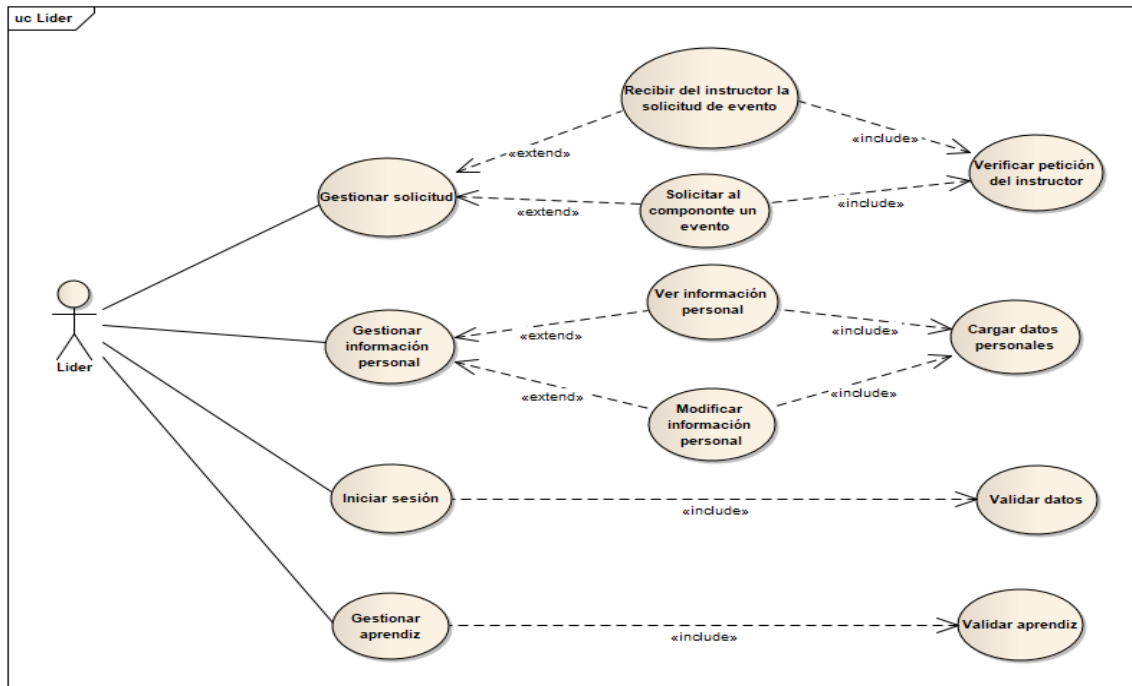 uc Lider
Recibir del instructor la
solicitud de evento
«extend»
«include»
Verificar petición
del instructor
Gestionar solicitud
Solicitar al
compononte un
evento
«extend»
«include»
Ver información
personal
Gestionar
información
personal
«extend»
«include»
Cargar datos
personales
Lider
«extend»
«include»
Modificar
información
personal
Iniciar sesión
«include»
Validar datos
Gestionar
aprendiz
«include»
Validar aprendiz